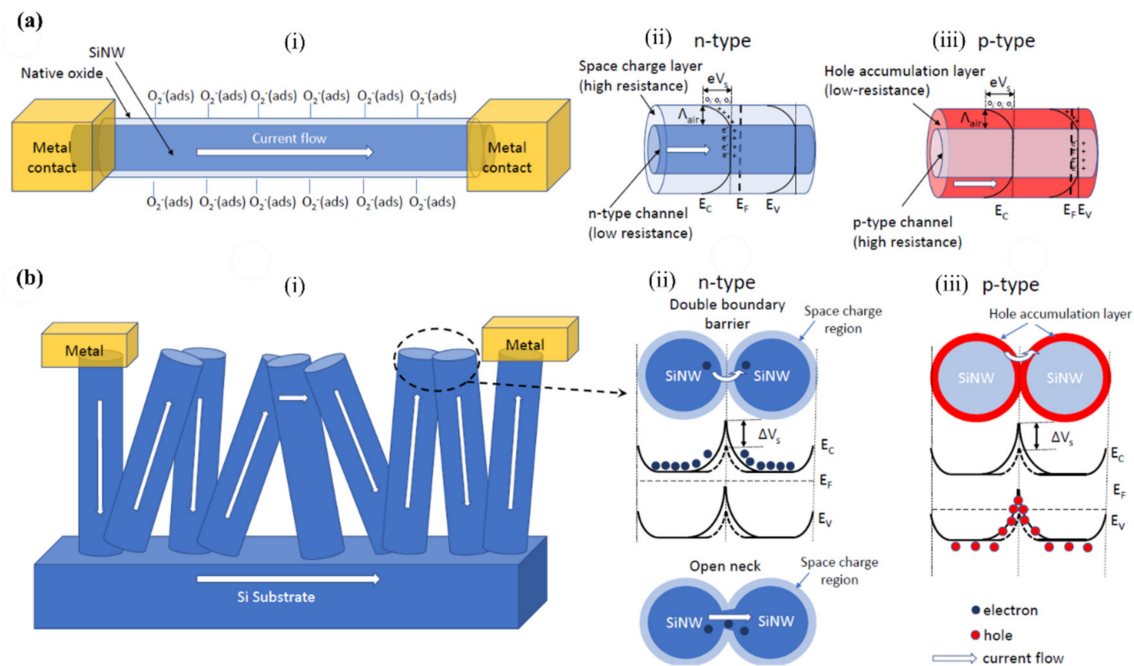 (a)
(i)
SiNW
Native oxide
O2-(ads) O2-(ads) O2-(ads) O2-(ads) O2-(ads) O2-(ads)
Metal contact
Current flow
Metal contact
O2-(ads) O2-(ads) O2-(ads) O2-(ads) O2-(ads) O2-(ads)
(ii) n-type
Space charge layer
(high resistance)
eVs
Λair
n-type channel
(low resistance)
EC EF EV
(iii) p-type
Hole accumulation layer
(low-resistance)
eVs
Λair
p-type channel
(high resistance)
EC EF EV
(b)
(i)
Metal
Metal
Si Substrate
(ii) n-type
Double boundary
barrier
Space charge
region
SiNW SiNW
ΔVs
EC
EF
EV
Open neck
Space charge
region
SiNW SiNW
(iii) p-type
Hole accumulation layer
SiNW SiNW
ΔVs
EC
EF
EV
electron
hole
current flow